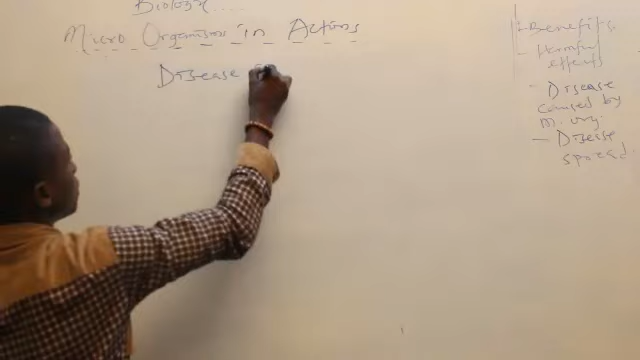 Biology....
Micro Organisms in Actions
Disease
- Benefits.
- Harmful
effects
- Disease
caused by
m. org.
- Disease
spread.